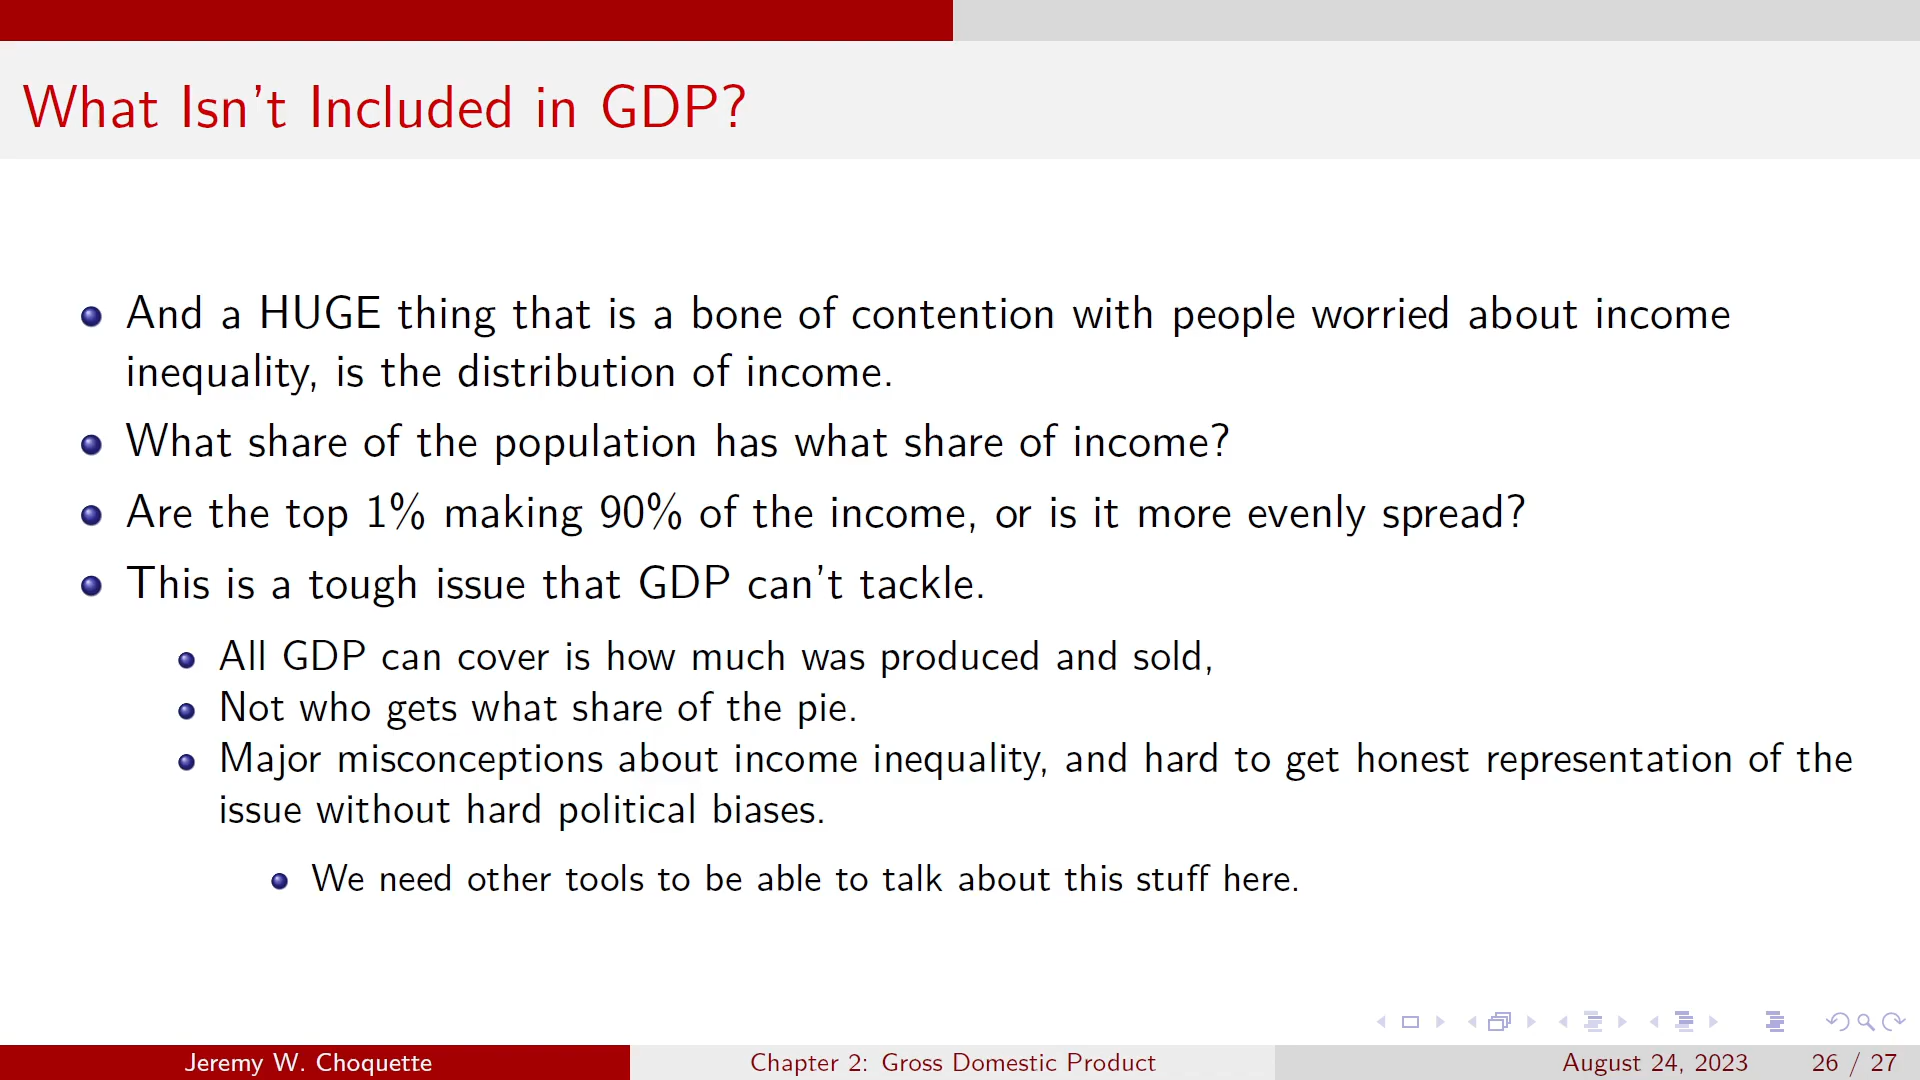 What Isn't Included in GDP?
And a HUGE thing that is a bone of contention with people worried about income
inequality, is the distribution of income.
What share of the population has what share of income?
Are the top 1% making 90% of the income, or is it more evenly spread?
This is a tough issue that GDP can't tackle.
All GDP can cover is how much was produced and sold,
Not who gets what share of the pie.
Major misconceptions about income inequality, and hard to get honest representation of the
issue without hard political biases.
We need other tools to be able to talk about this stuff here.
Jeremy W. Choquette Chapter 2: Gross Domestic Product August 24, 2023 26 / 27